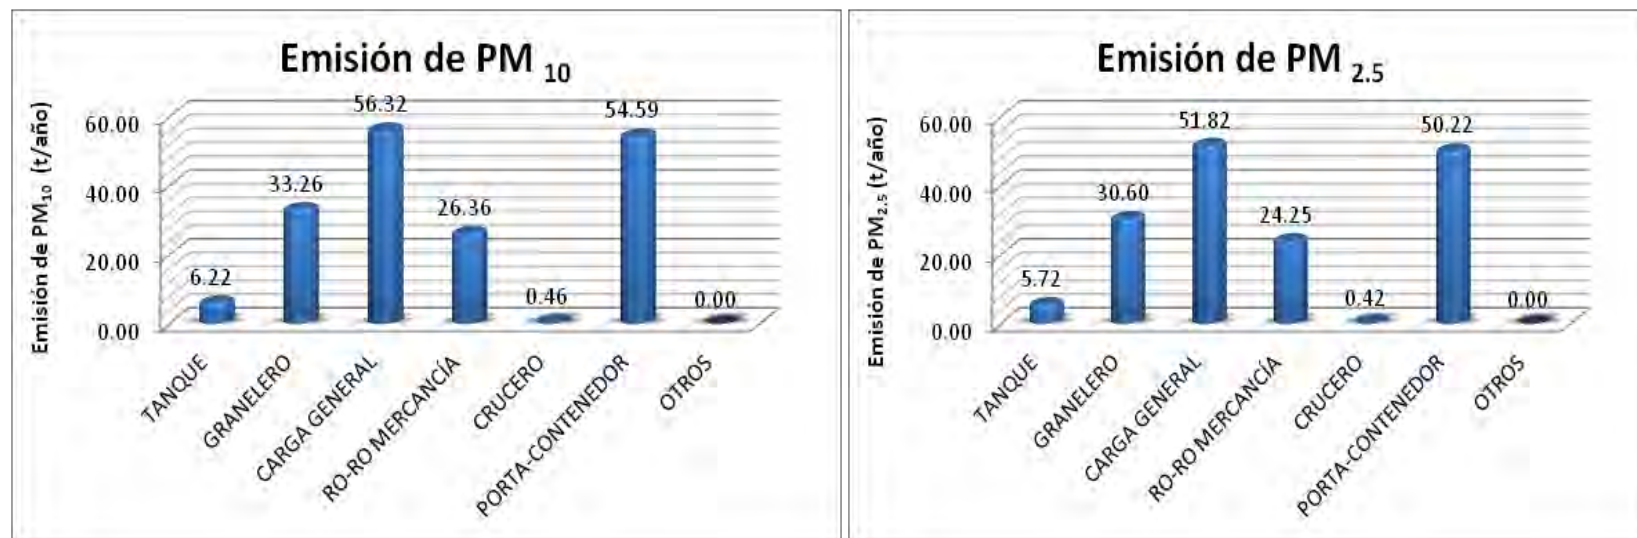 Emisión de PM 10
Emisión de PM₁₀ (t/año)
60.00
40.00
20.00
0.00
6.22
33.26
56.32
26.36
0.46
54.59
0.00
TANQUE
GRANELERO
CARGA GENERAL
RO-RO MERCANCÍA
CRUCERO
PORTA-CONTENEDOR
OTROS
Emisión de PM 2.5
Emisión de PM₂.₅ (t/año)
60.00
40.00
20.00
0.00
5.72
30.60
51.82
24.25
0.42
50.22
0.00
TANQUE
GRANELERO
CARGA GENERAL
RO-RO MERCANCÍA
CRUCERO
PORTA-CONTENEDOR
OTROS